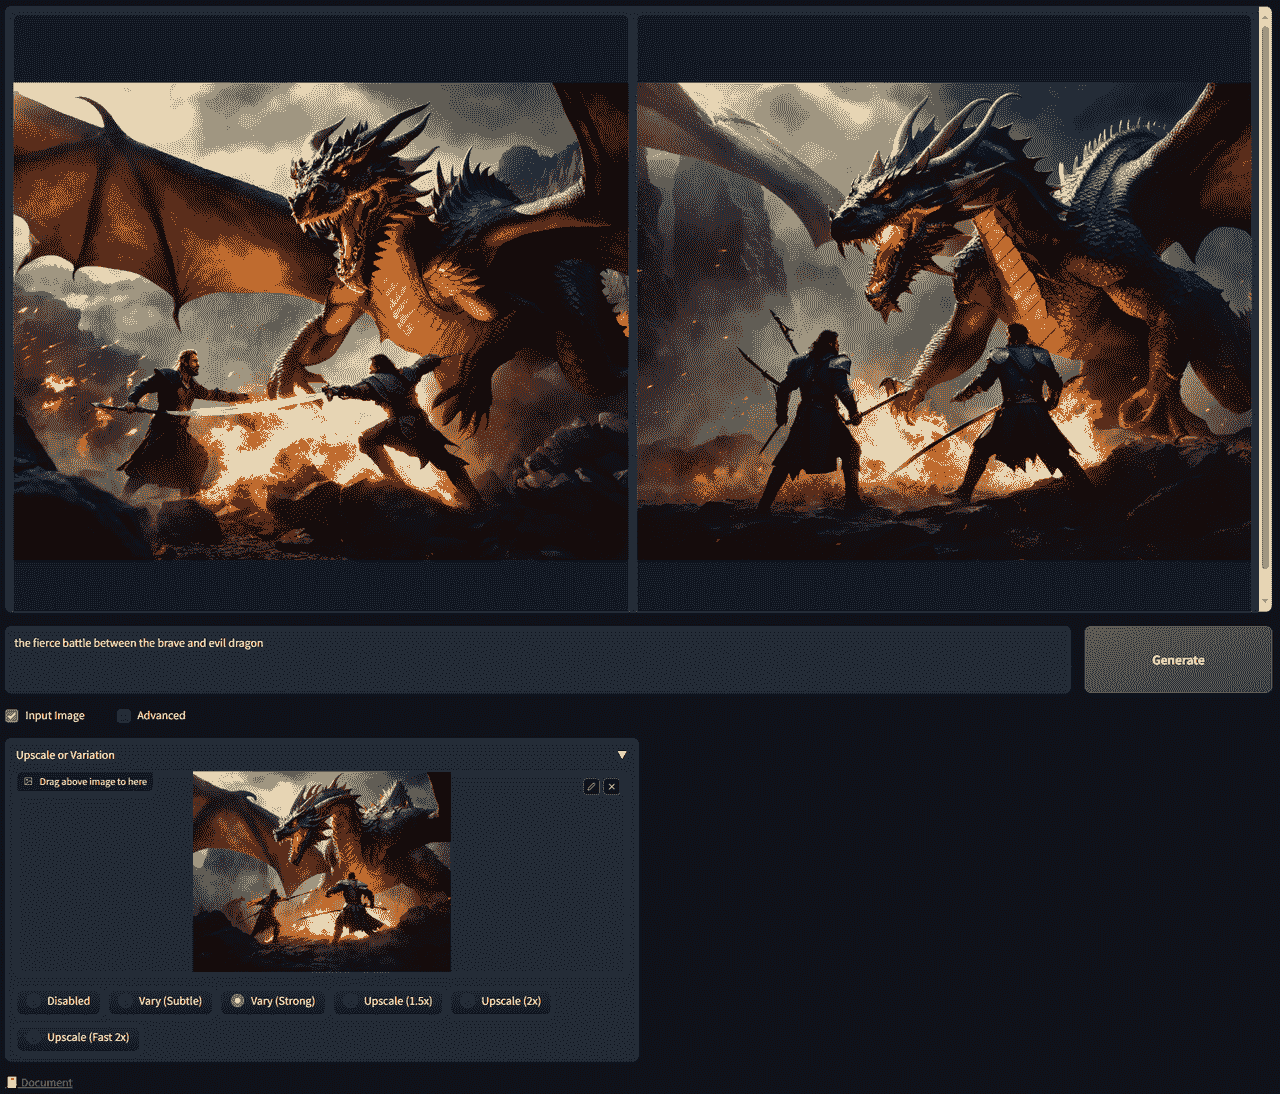 the fierce battle between the brave and evil dragon
Generate
Input Image
Advanced
Upscale or Variation
Drag above image to here
Disabled
Vary (Subtle)
Vary (Strong)
Upscale (1.5x)
Upscale (2x)
Upscale (Fast 2x)
Document